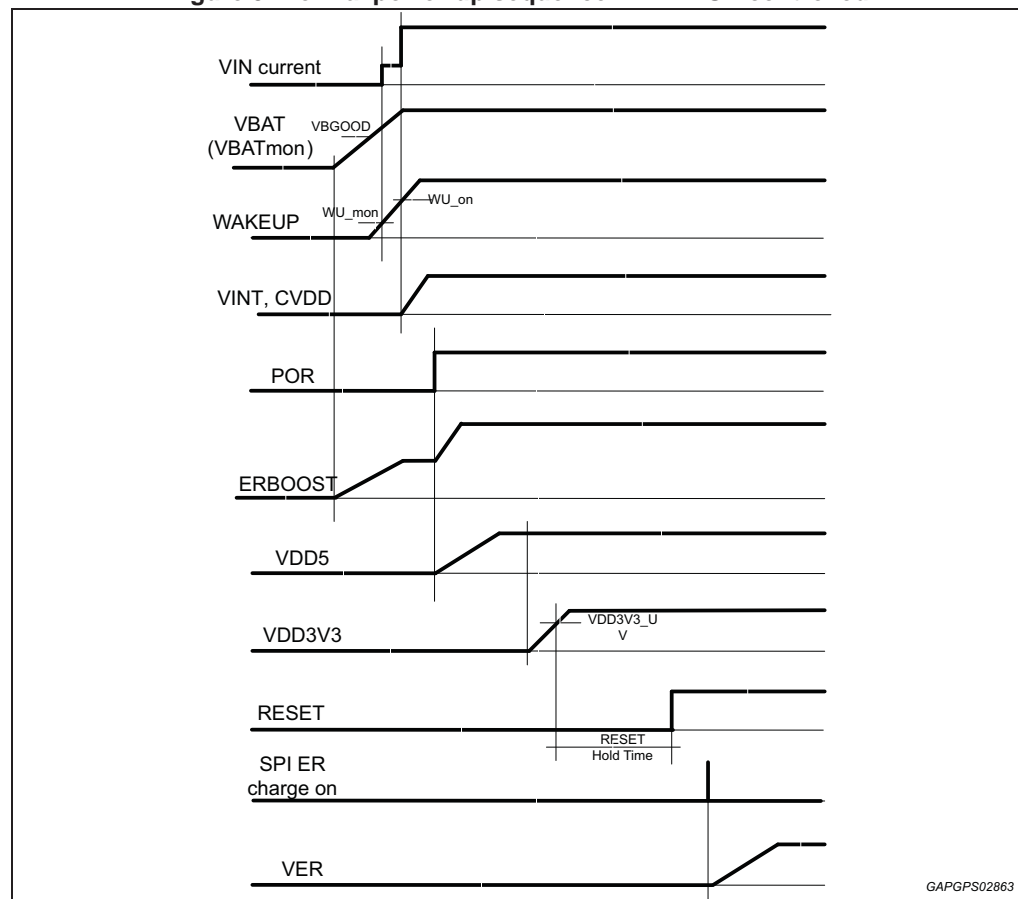 VIN current
VBAT
(VBATmon)
VBGOOD
WU_mon
WU_on
WAKEUP
VINT, CVDD
POR
ERBOOST
VDD5
VDD3V3
VDD3V3_U
V
RESET
RESET
Hold Time
SPI ER
charge on
VER
GAPGPS02863